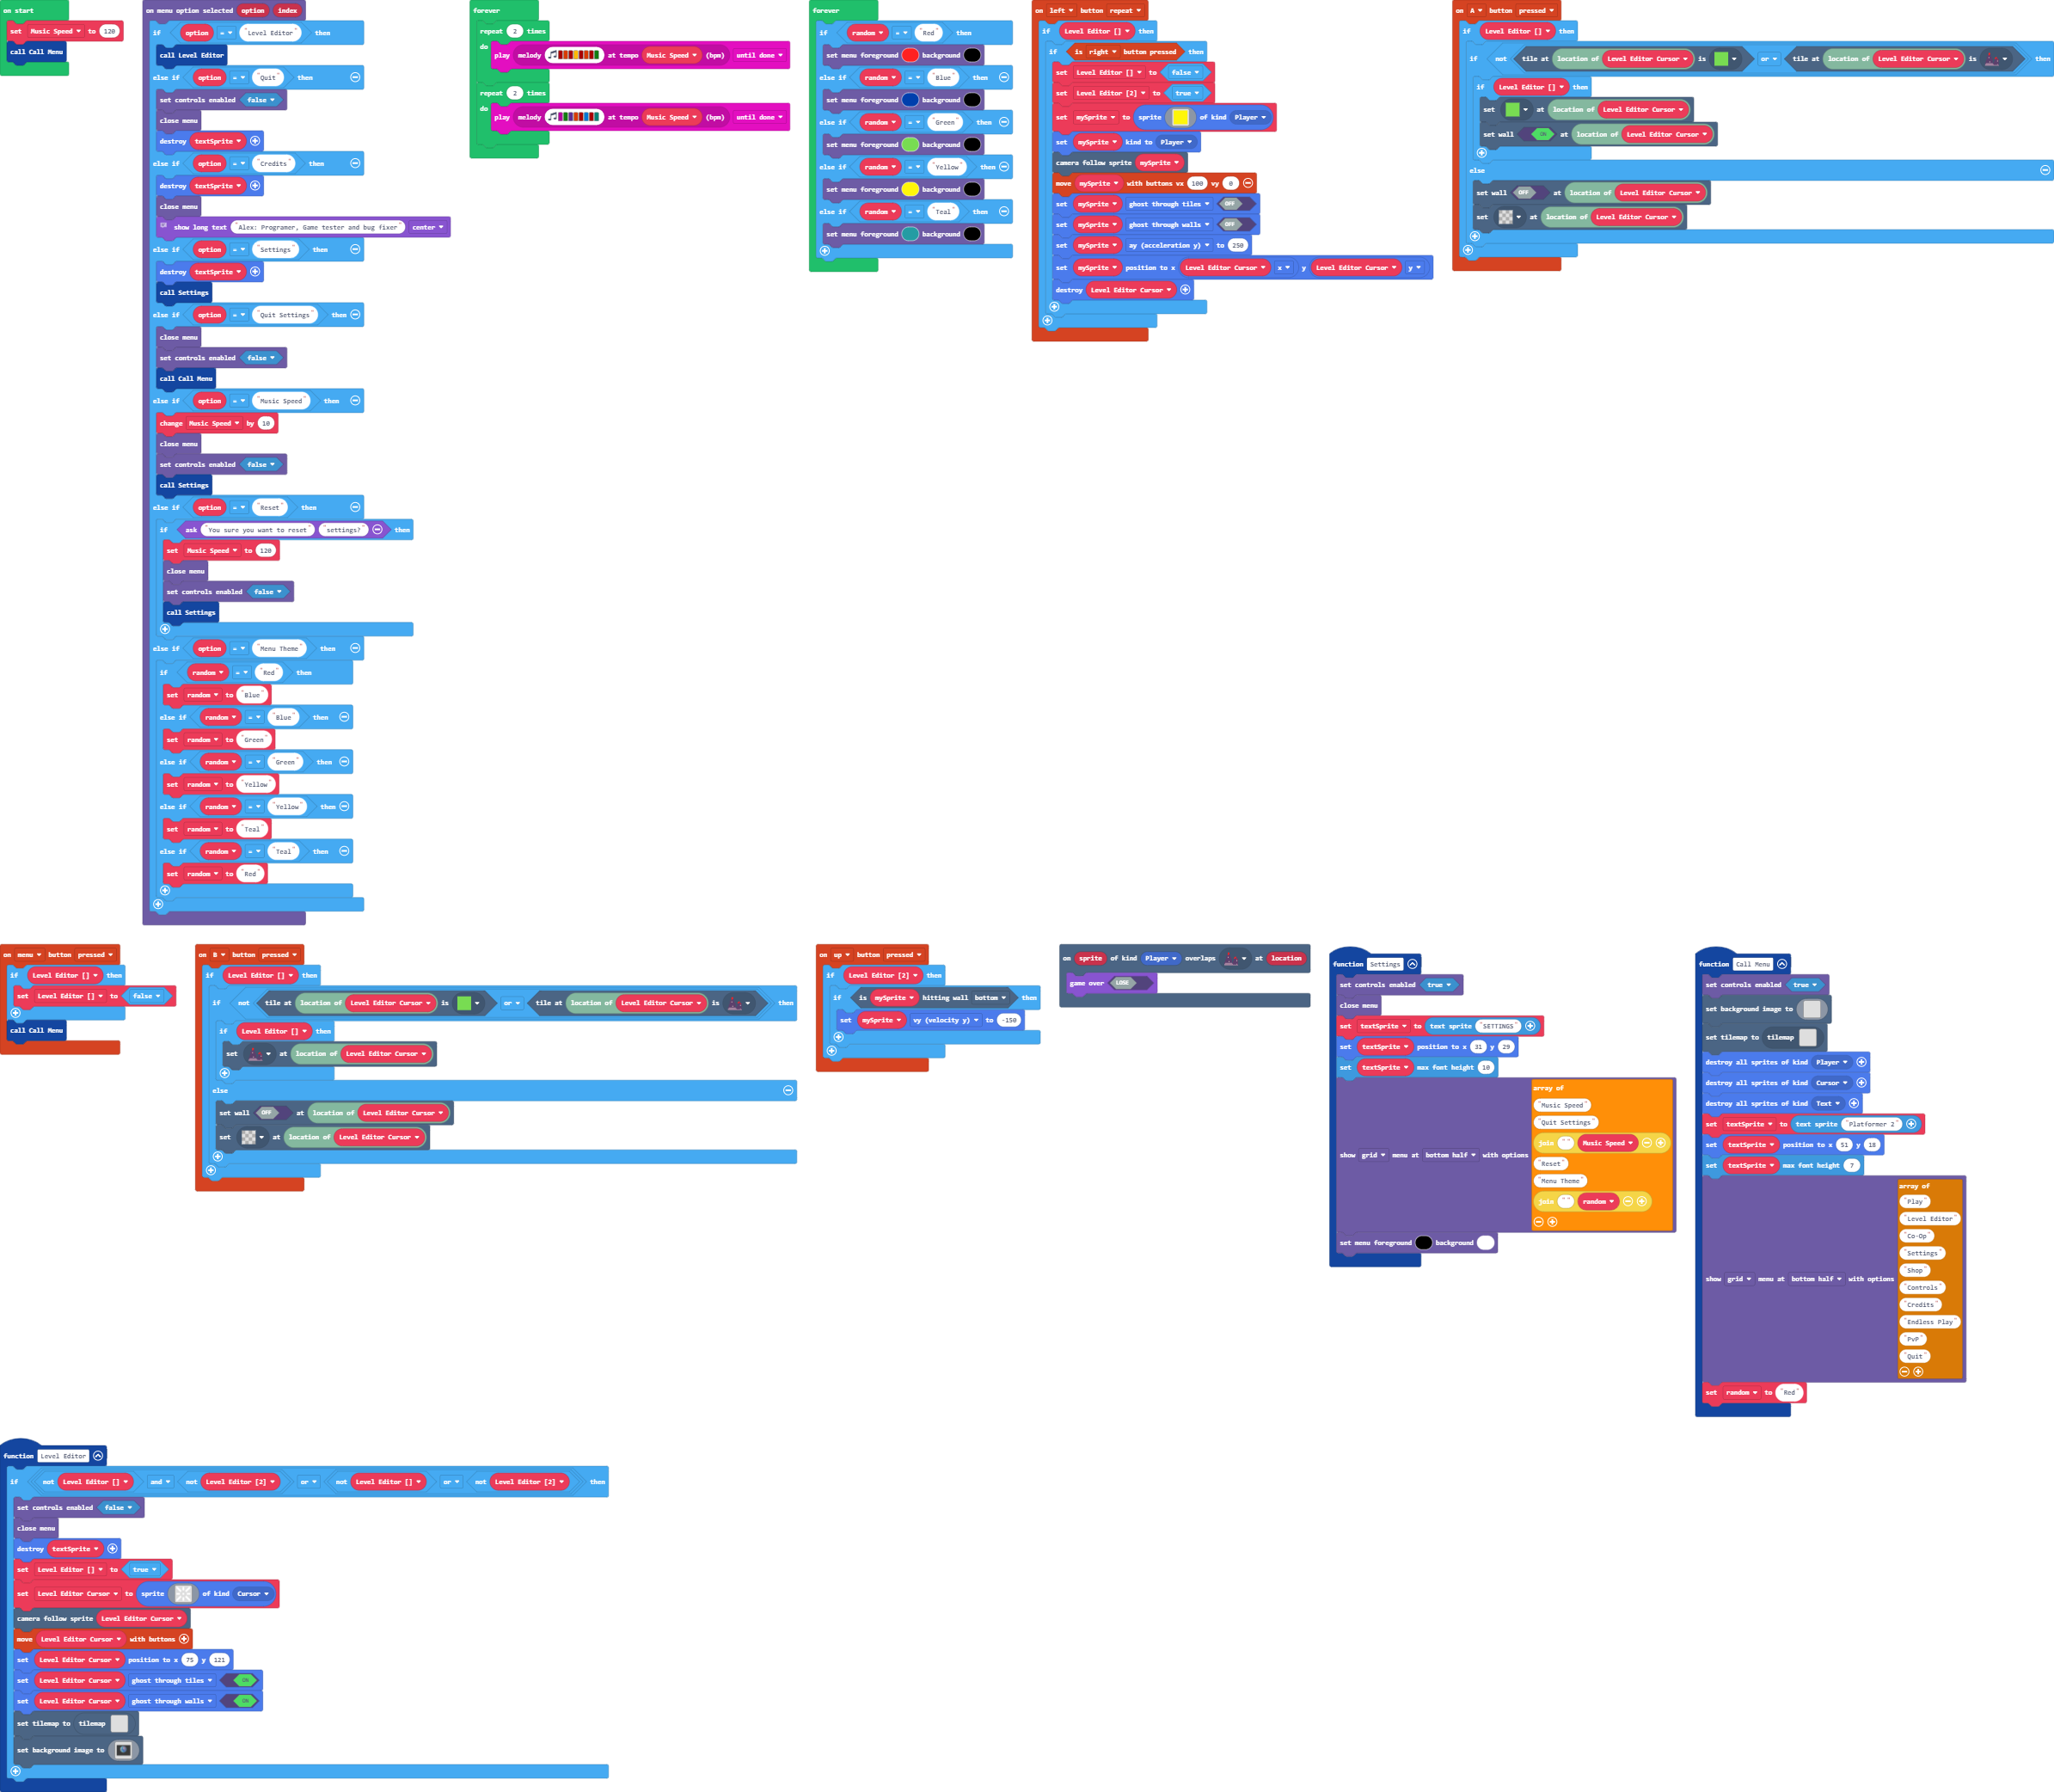 on start
set Music Speed to 120
call Call Menu
on menu option selected option index
if option = "Level Editor" then
call Level Editor
else if option = "Quit" then
set controls enabled false
close menu
destroy textSprite
else if option = "Credits" then
destroy textSprite
close menu
show long text "Alex: Programer, Game tester and bug fixer" center
else if option = "Settings" then
destroy textSprite
call Settings
else if option = "Quit Settings" then
close menu
set controls enabled false
call Call Menu
else if option = "Music Speed" then
change Music Speed by 10
close menu
set controls enabled false
call Settings
else if option = "Reset" then
if ask "You sure you want to reset" "settings?" then
set Music Speed to 120
close menu
set controls enabled false
call Settings
else if option = "Menu Theme" then
if random = "Red" then
set random to "Blue"
else if random = "Blue" then
set random to "Green"
else if random = "Green" then
set random to "Yellow"
else if random = "Yellow" then
set random to "Teal"
else if random = "Teal" then
set random to "Red"
forever
repeat 2 times
do
play melody at tempo Music Speed (bpm) until done
repeat 2 times
do
play melody at tempo Music Speed (bpm) until done
forever
if random = "Red" then
set menu foreground background
else if random = "Blue" then
set menu foreground background
else if random = "Green" then
set menu foreground background
else if random = "Yellow" then
set menu foreground background
else if random = "Teal" then
set menu foreground background
on left button repeat
if Level Editor [] then
if is right button pressed then
set Level Editor [] to false
set Level Editor [2] to true
set mySprite to sprite of kind Player
set mySprite kind to Player
camera follow sprite mySprite
move mySprite with buttons vx 100 vy 0
set mySprite ghost through tiles OFF
set mySprite ghost through walls OFF
set mySprite ay (acceleration y) to 250
set mySprite position to x Level Editor Cursor x y Level Editor Cursor y
destroy Level Editor Cursor
on A button pressed
if Level Editor [] then
if not tile at location of Level Editor Cursor is or tile at location of Level Editor Cursor is then
if Level Editor [] then
set at location of Level Editor Cursor
set wall ON at location of Level Editor Cursor
else
set wall OFF at location of Level Editor Cursor
set at location of Level Editor Cursor
on menu button pressed
if Level Editor [] then
set Level Editor [] to false
call Call Menu
on B button pressed
if Level Editor [] then
if not tile at location of Level Editor Cursor is or tile at location of Level Editor Cursor is then
if Level Editor [] then
set at location of Level Editor Cursor
else
set wall OFF at location of Level Editor Cursor
set at location of Level Editor Cursor
on up button pressed
if Level Editor [2] then
if is mySprite hitting wall bottom then
set mySprite vy (velocity y) to -150
on sprite of kind Player overlaps at location
game over LOSE
function Settings
set controls enabled true
close menu
set textSprite to text sprite "SETTINGS"
set textSprite position to x 31 y 29
set textSprite max font height 10
show grid menu at bottom half with options
array of
"Music Speed"
"Quit Settings"
join " " Music Speed
"Reset"
"Menu Theme"
join " " random
set menu foreground background
function Call Menu
set controls enabled true
set background image to
set tilemap to tilemap
destroy all sprites of kind Player
destroy all sprites of kind Cursor
destroy all sprites of kind Text
set textSprite to text sprite "Platformer 2"
set textSprite position to x 51 y 18
set textSprite max font height 7
show grid menu at bottom half with options
array of
"Play"
"Level Editor"
"Co-Op"
"Settings"
"Shop"
"Controls"
"Credits"
"Endless Play"
"PvP"
"Quit"
set random to "Red"
function Level Editor
if not Level Editor [] and not Level Editor [2] or not Level Editor [] or not Level Editor [2] then
set controls enabled false
close menu
destroy textSprite
set Level Editor [] to true
set Level Editor Cursor to sprite of kind Cursor
camera follow sprite Level Editor Cursor
move Level Editor Cursor with buttons
set Level Editor Cursor position to x 75 y 121
set Level Editor Cursor ghost through tiles ON
set Level Editor Cursor ghost through walls ON
set tilemap to tilemap
set background image to